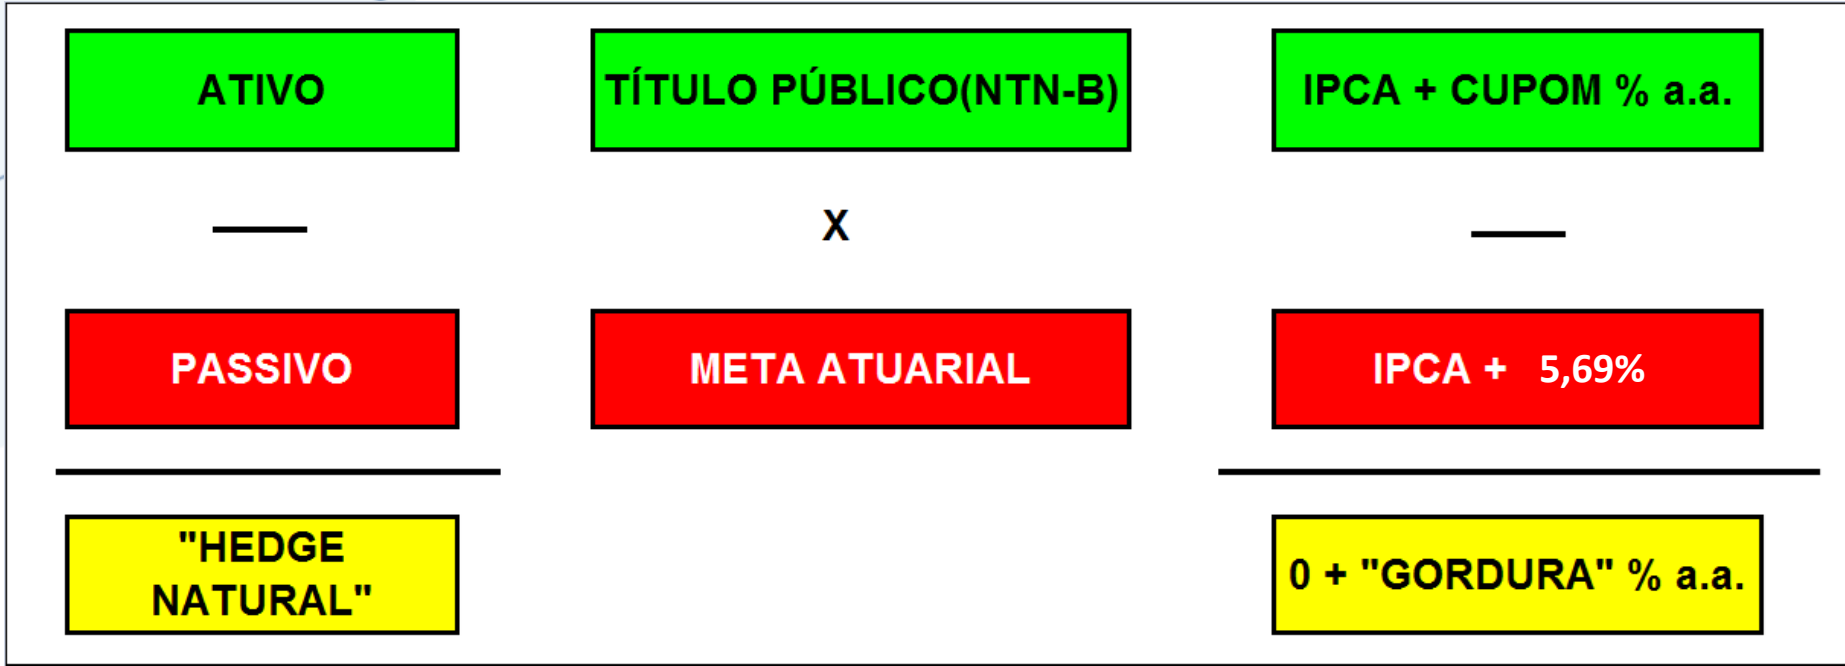 ATIVO
TÍTULO PÚBLICO(NTN-B)
IPCA + CUPOM % a.a.
X
PASSIVO
META ATUARIAL
IPCA + 5,69%
"HEDGE
NATURAL"
0 + "GORDURA" % a.a.